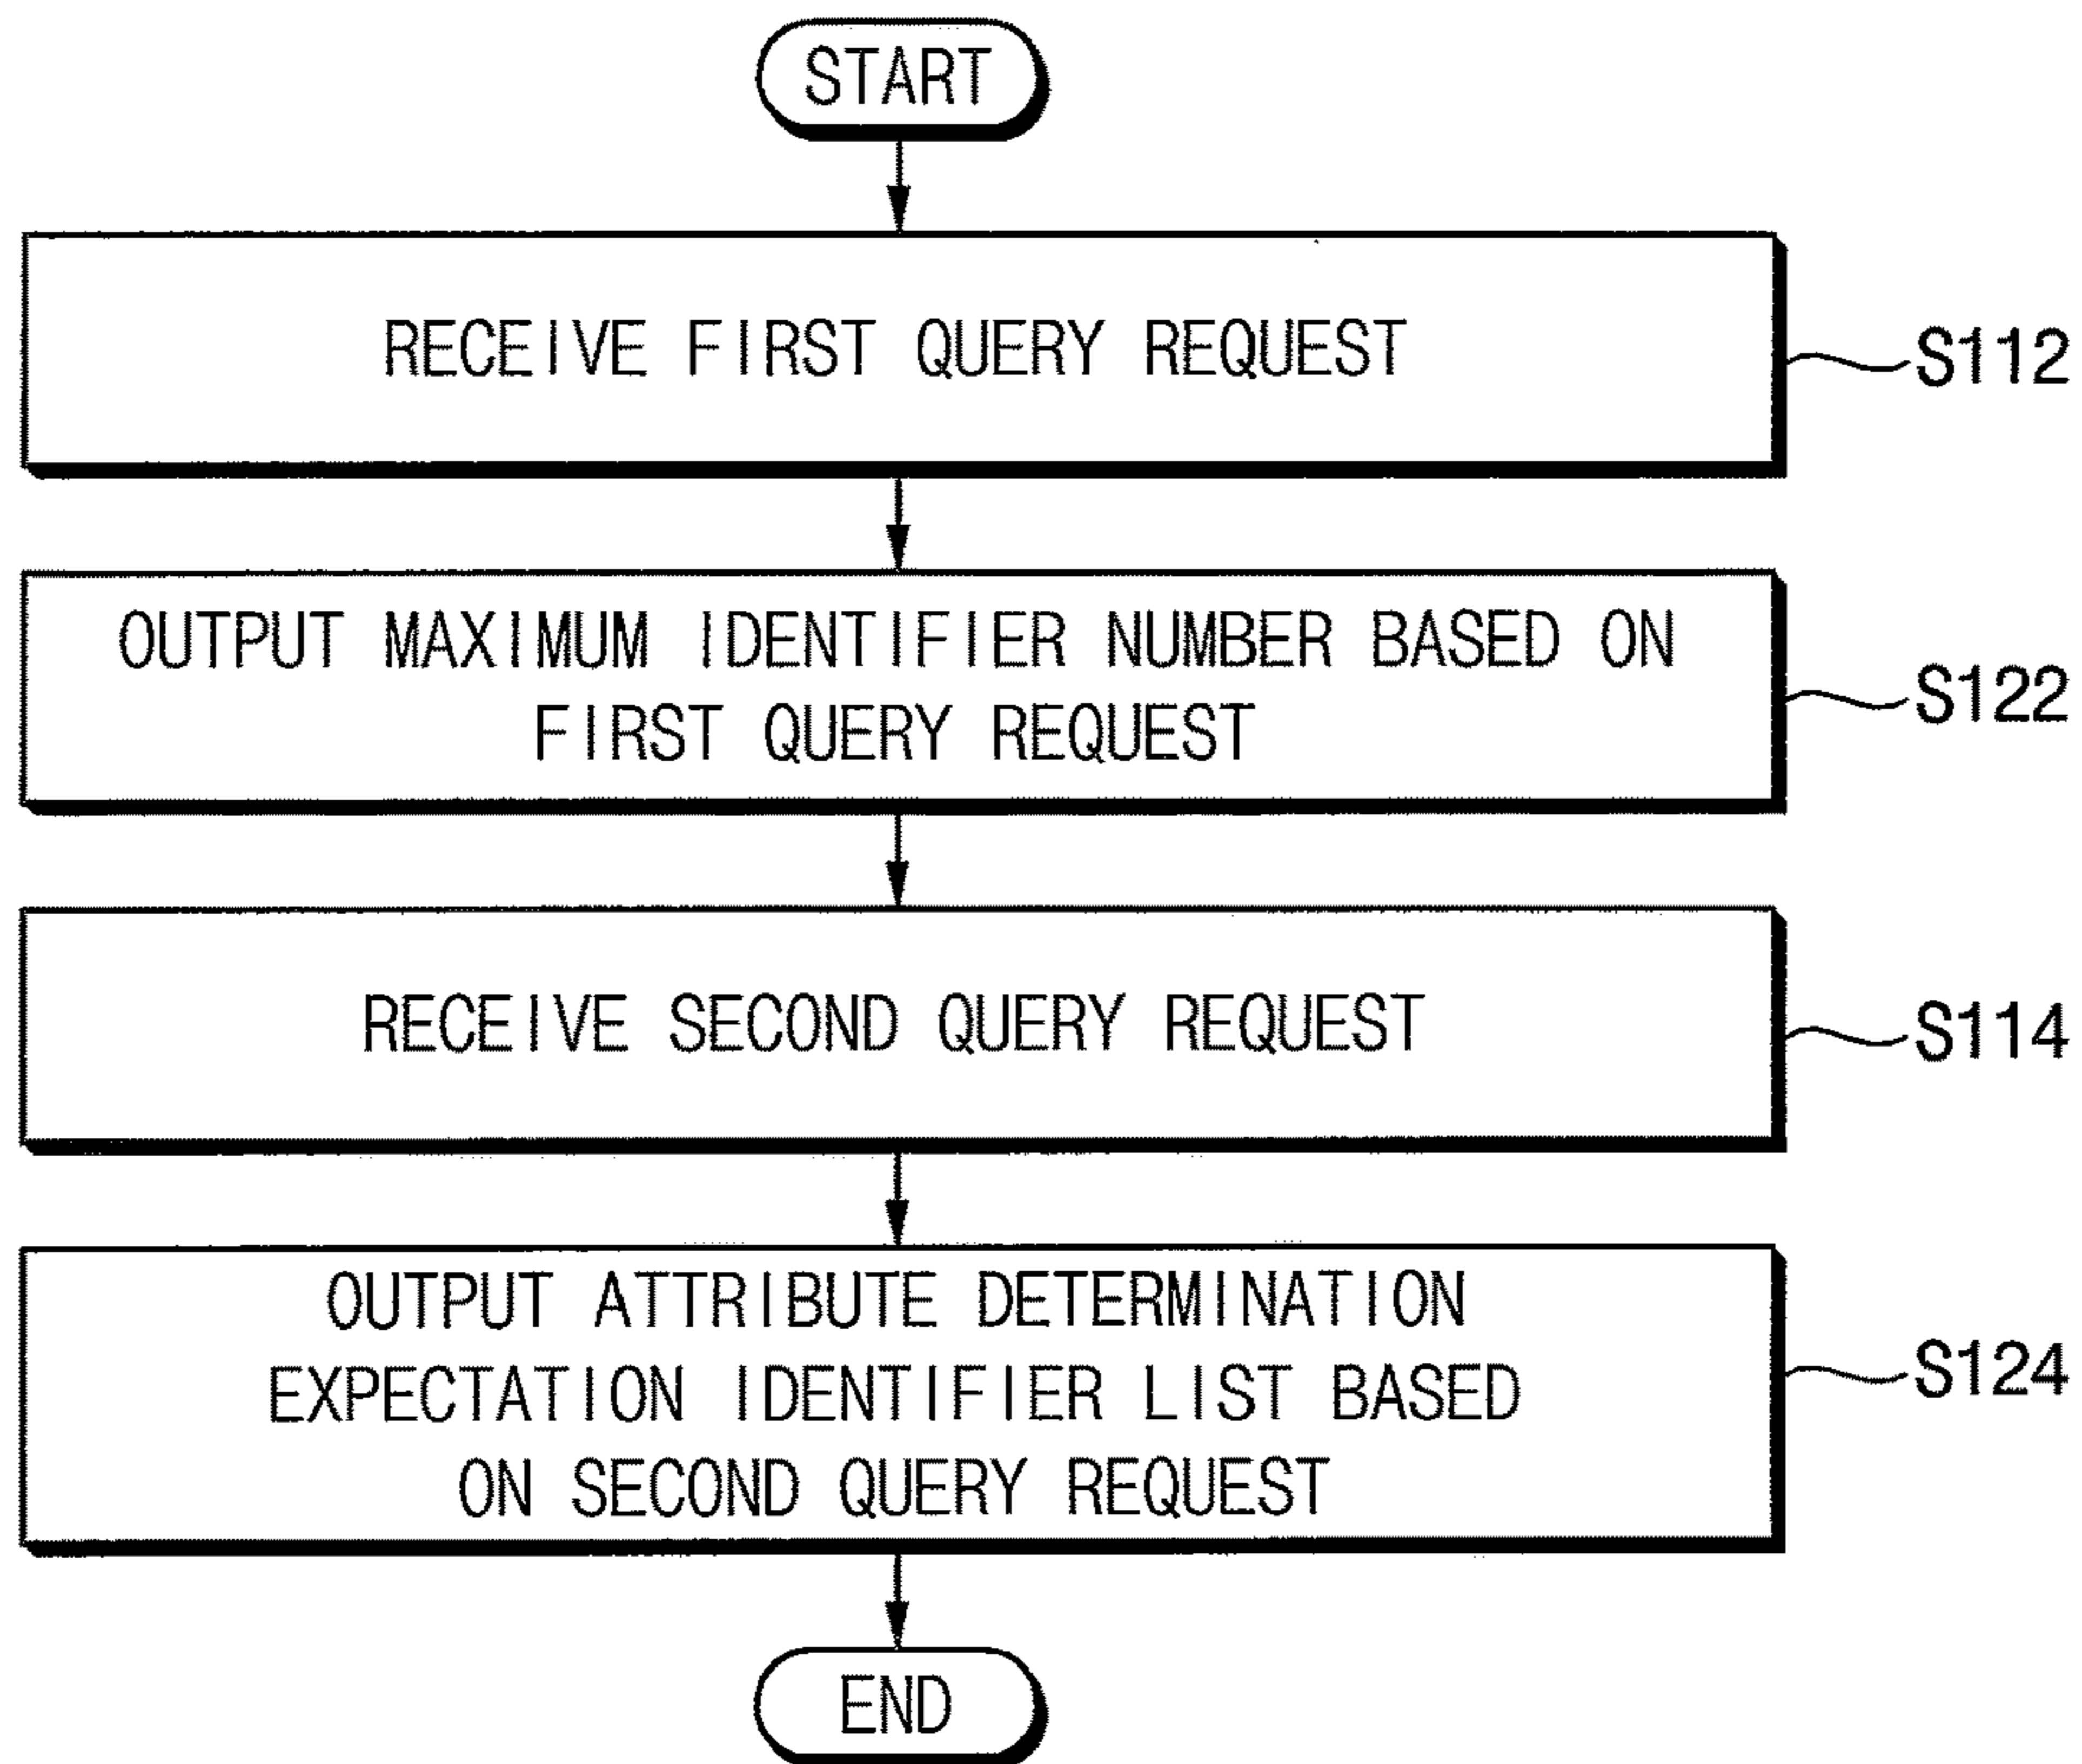 START
RECEIVE FIRST QUERY REQUEST
S112
OUTPUT MAXIMUM IDENTIFIER NUMBER BASED ON
FIRST QUERY REQUEST
S122
RECEIVE SECOND QUERY REQUEST
S114
OUTPUT ATTRIBUTE DETERMINATION
EXPECTATION IDENTIFIER LIST BASED
ON SECOND QUERY REQUEST
S124
END